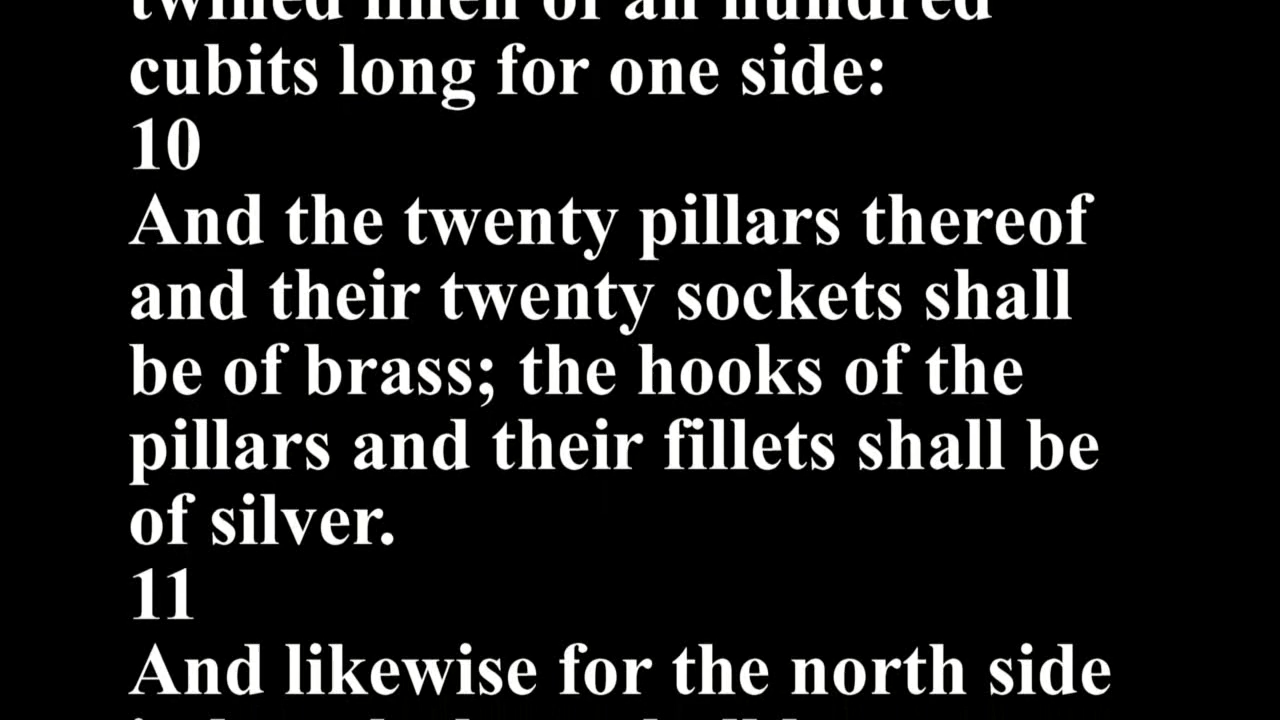 twined linen of an hundred
cubits long for one side:
10
And the twenty pillars thereof
and their twenty sockets shall
be of brass; the hooks of the
pillars and their fillets shall be
of silver.
11
And likewise for the north side